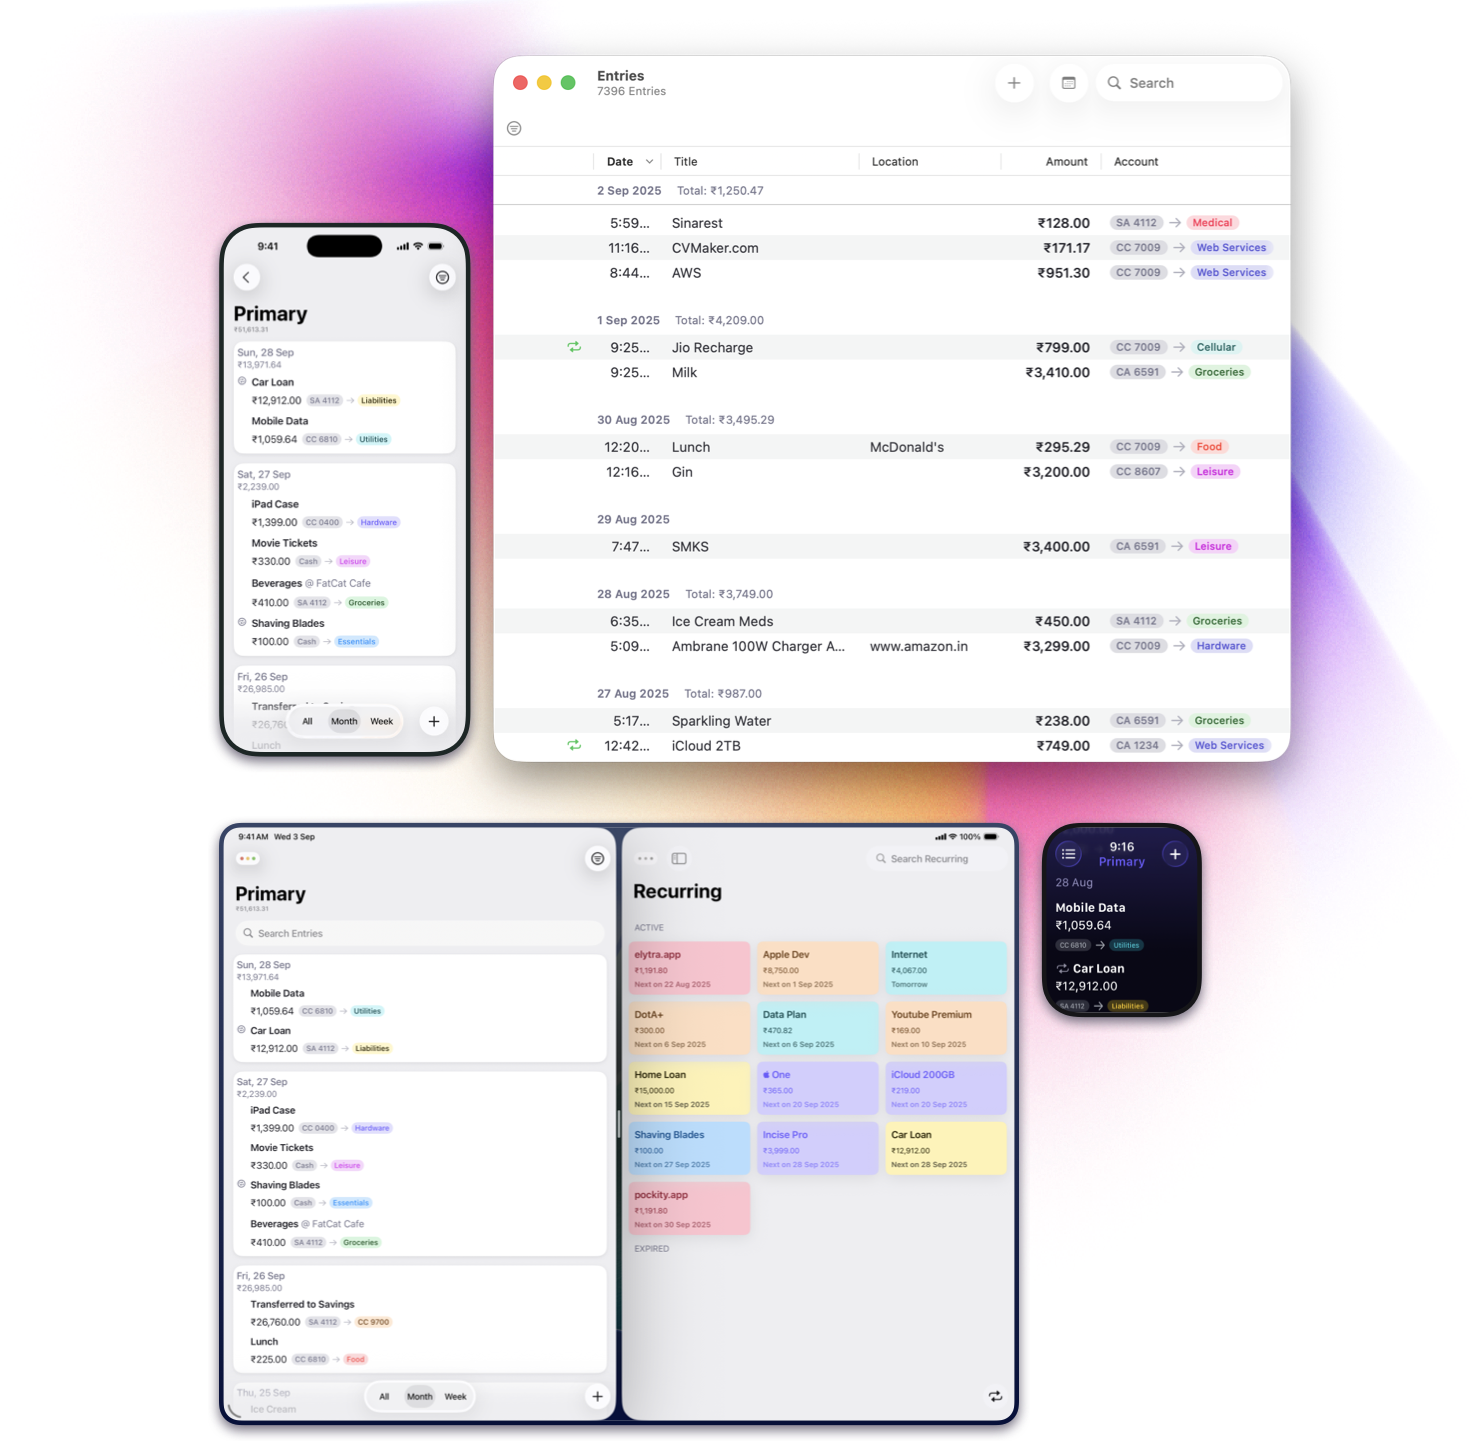 Entries
7396 Entries
Search
Date Title Location Amount Account
2 Sep 2025 Total: ₹1,250.47
5:59... Sinarest ₹128.00 SA 4112 → Medical
11:16... CVMaker.com ₹171.17 CC 7009 → Web Services
8:44... AWS ₹951.30 CC 7009 → Web Services
1 Sep 2025 Total: ₹4,209.00
9:25... Jio Recharge ₹799.00 CC 7009 → Cellular
9:25... Milk ₹3,410.00 CA 6591 → Groceries
30 Aug 2025 Total: ₹3,495.29
12:20... Lunch McDonald's ₹295.29 CC 7009 → Food
12:16... Gin ₹3,200.00 CC 8607 → Leisure
29 Aug 2025
7:47... SMKS ₹3,400.00 CA 6591 → Leisure
28 Aug 2025 Total: ₹3,749.00
6:35... Ice Cream Meds ₹450.00 SA 4112 → Groceries
5:09... Ambrane 100W Charger A... www.amazon.in ₹3,299.00 CC 7009 → Hardware
27 Aug 2025 Total: ₹987.00
5:17... Sparkling Water ₹238.00 CA 6591 → Groceries
12:42... iCloud 2TB ₹749.00 CA 1234 → Web Services
9:41
Primary
₹51,613.31
Sun, 28 Sep
₹13,971.64
Car Loan
₹12,912.00 SA 4112 → Liabilities
Mobile Data
₹1,059.64 CC 6810 → Utilities
Sat, 27 Sep
₹2,239.00
iPad Case
₹1,399.00 CC 0400 → Hardware
Movie Tickets
₹330.00 Cash → Leisure
Beverages @ FatCat Cafe
₹410.00 SA 4112 → Groceries
Shaving Blades
₹100.00 Cash → Essentials
Fri, 26 Sep
₹26,985.00
All Month Week
Lunch
9:41 AM Wed 3 Sep
Primary
₹51,613.31
Search Entries
Sun, 28 Sep
₹13,971.64
Mobile Data
₹1,059.64 CC 6810 → Utilities
Car Loan
₹12,912.00 SA 4112 → Liabilities
Sat, 27 Sep
₹2,239.00
iPad Case
₹1,399.00 CC 0400 → Hardware
Movie Tickets
₹330.00 Cash → Leisure
Shaving Blades
₹100.00 Cash → Essentials
Beverages @ FatCat Cafe
₹410.00 SA 4112 → Groceries
Fri, 26 Sep
₹26,985.00
Transferred to Savings
₹26,760.00 SA 4112 → CC 9700
Lunch
₹225.00 CC 6810 → Food
Thu, 25 Sep
Ice Cream
All Month Week
100%
Search Recurring
Recurring
ACTIVE
elytra.app
₹1,191.80
Next on 22 Aug 2025
Apple Dev
₹8,750.00
Next on 1 Sep 2025
Internet
₹4,067.00
Tomorrow
DotA+
₹300.00
Next on 6 Sep 2025
Data Plan
₹470.82
Next on 6 Sep 2025
Youtube Premium
₹169.00
Next on 10 Sep 2025
Home Loan
₹15,000.00
Next on 15 Sep 2025
One
₹365.00
Next on 20 Sep 2025
iCloud 200GB
₹219.00
Next on 20 Sep 2025
Shaving Blades
₹100.00
Next on 27 Sep 2025
Incise Pro
₹3,999.00
Next on 28 Sep 2025
Car Loan
₹12,912.00
Next on 28 Sep 2025
pockity.app
₹1,191.80
Next on 30 Sep 2025
EXPIRED
9:16
Primary
28 Aug
Mobile Data
₹1,059.64
CC 6810 → Utilities
Car Loan
₹12,912.00
SA 4112 → Liabilities